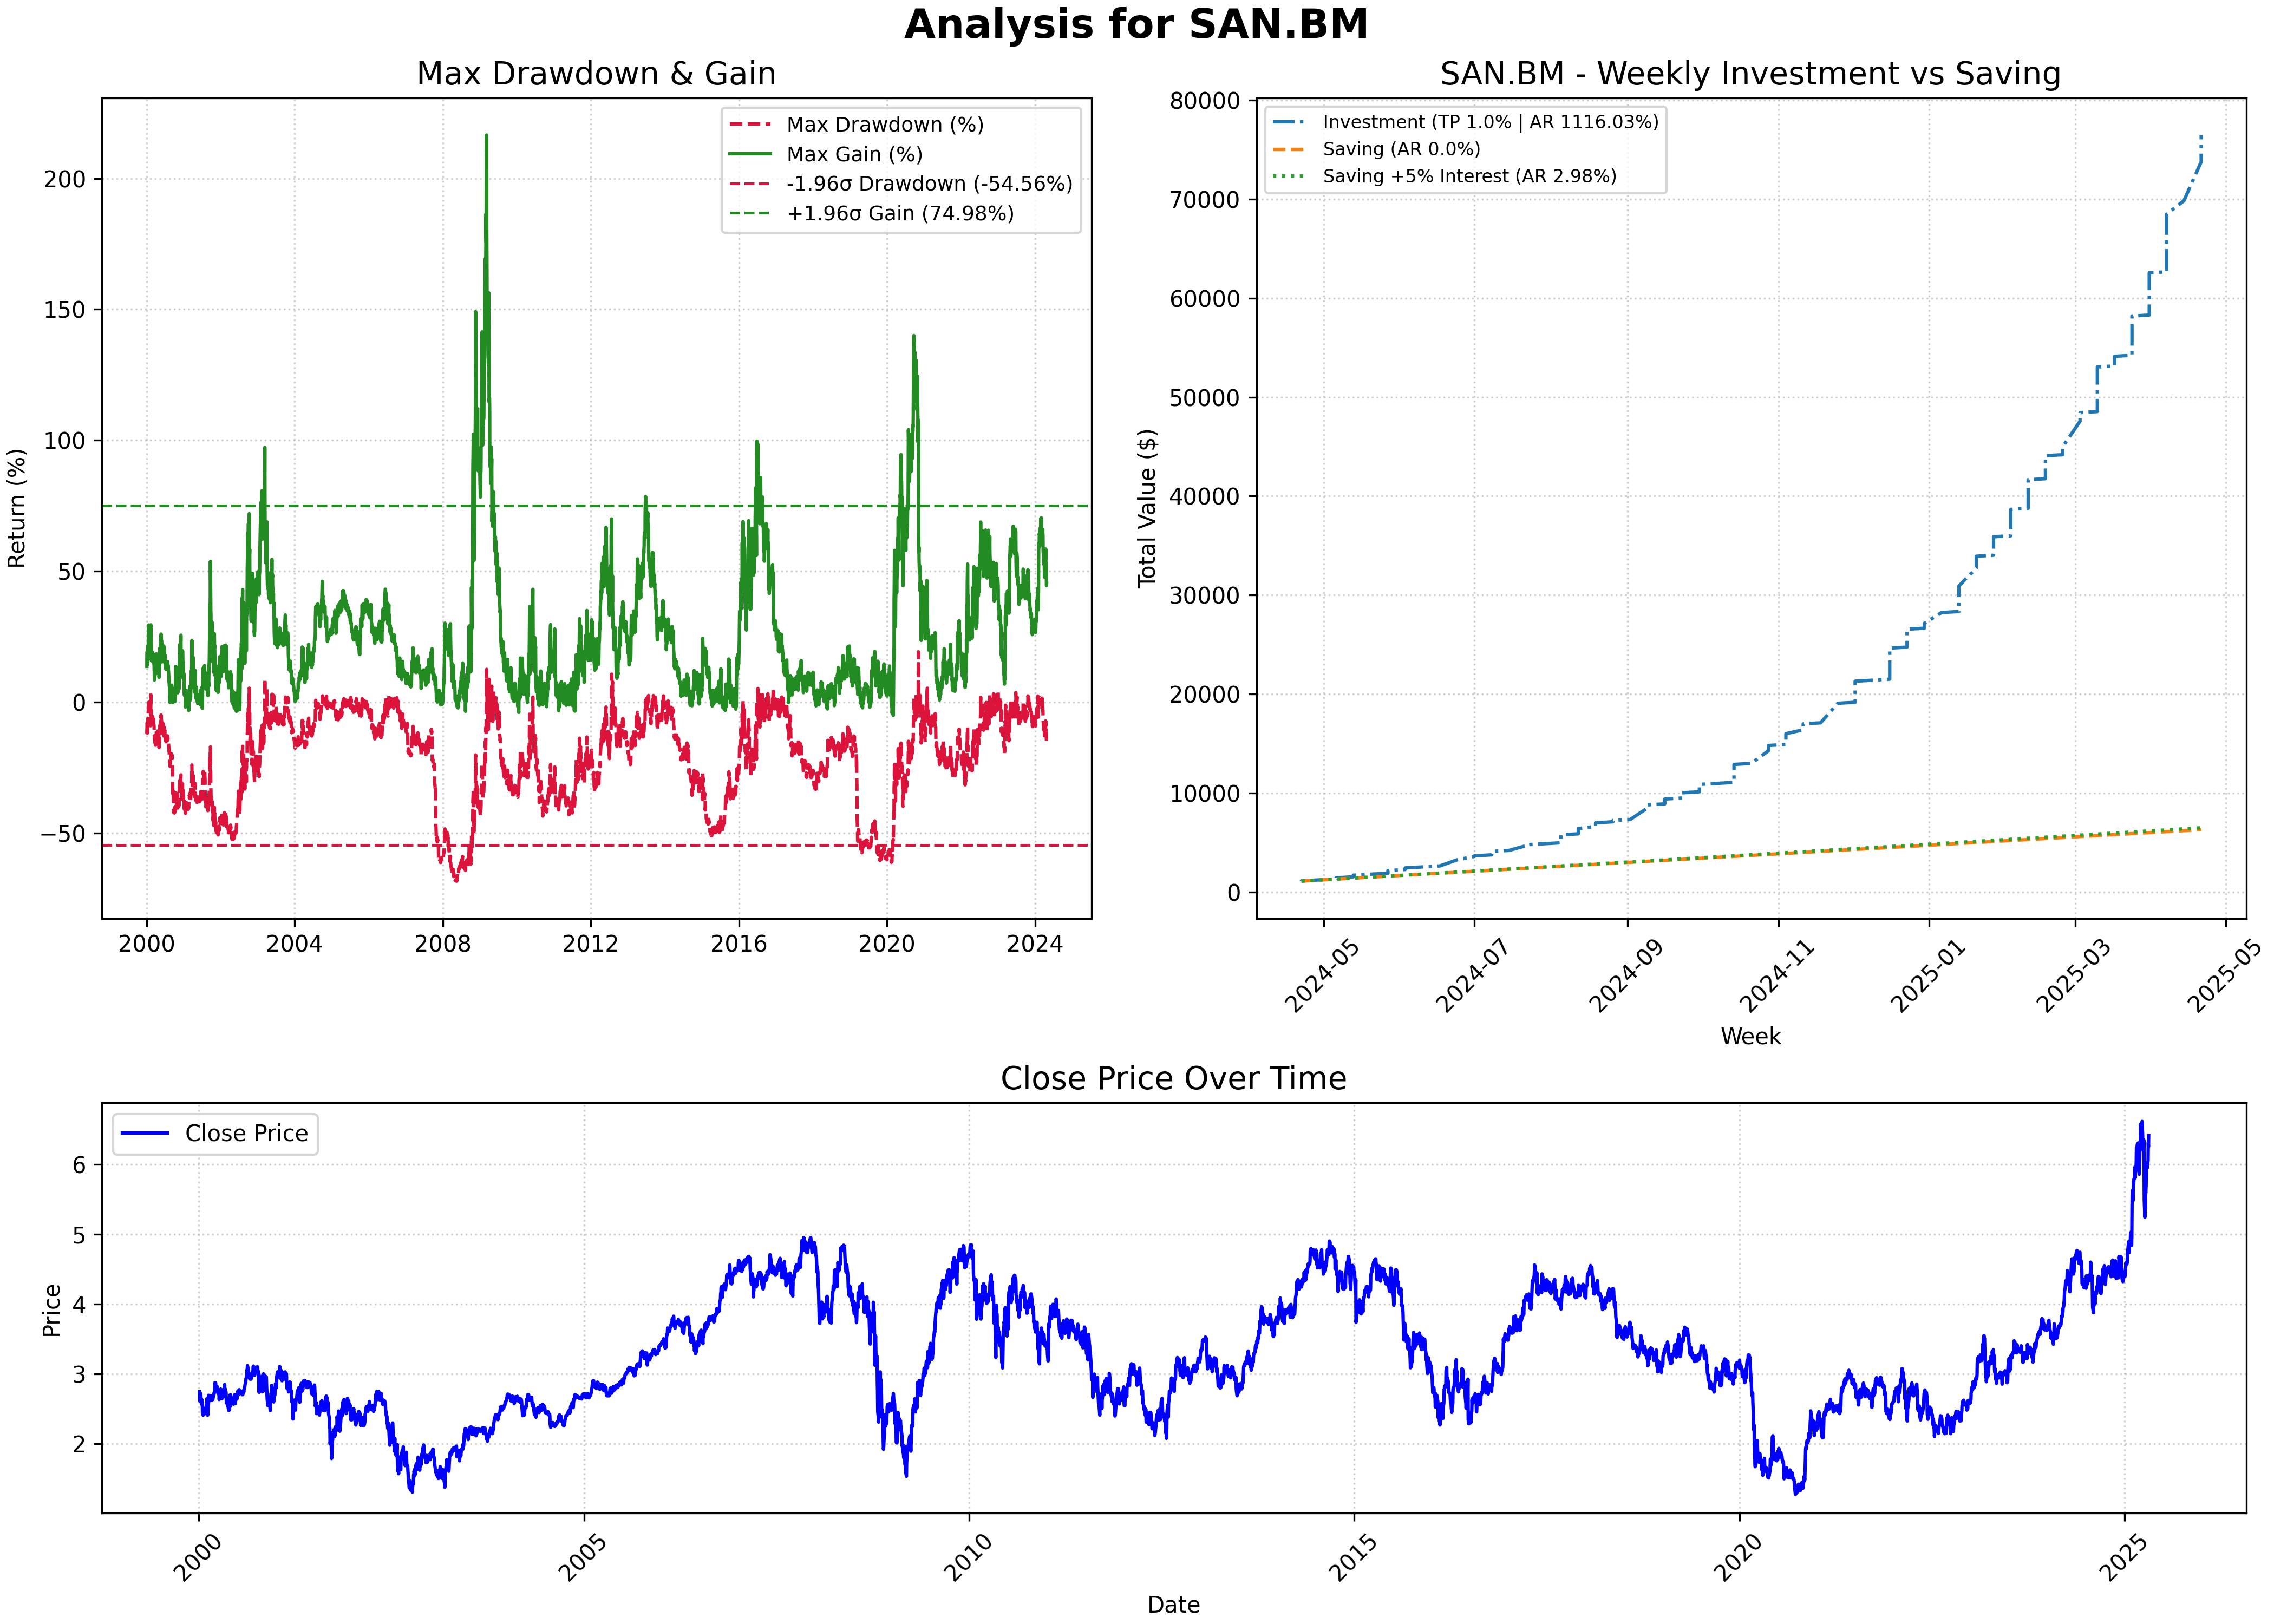 Analysis for SAN.BM
Max Drawdown & Gain
Return (%)
200
150
100
50
0
−50
2000 2004 2008 2012 2016 2020 2024
Max Drawdown (%)
Max Gain (%)
-1.96σ Drawdown (-54.56%)
+1.96σ Gain (74.98%)
SAN.BM - Weekly Investment vs Saving
Total Value ($)
80000
70000
60000
50000
40000
30000
20000
10000
0
Investment (TP 1.0% | AR 1116.03%)
Saving (AR 0.0%)
Saving +5% Interest (AR 2.98%)
2024-05 2024-07 2024-09 2024-11 2025-01 2025-03 2025-05
Week
Close Price Over Time
Close Price
Price
6
5
4
3
2
2000 2005 2010 2015 2020 2025
Date